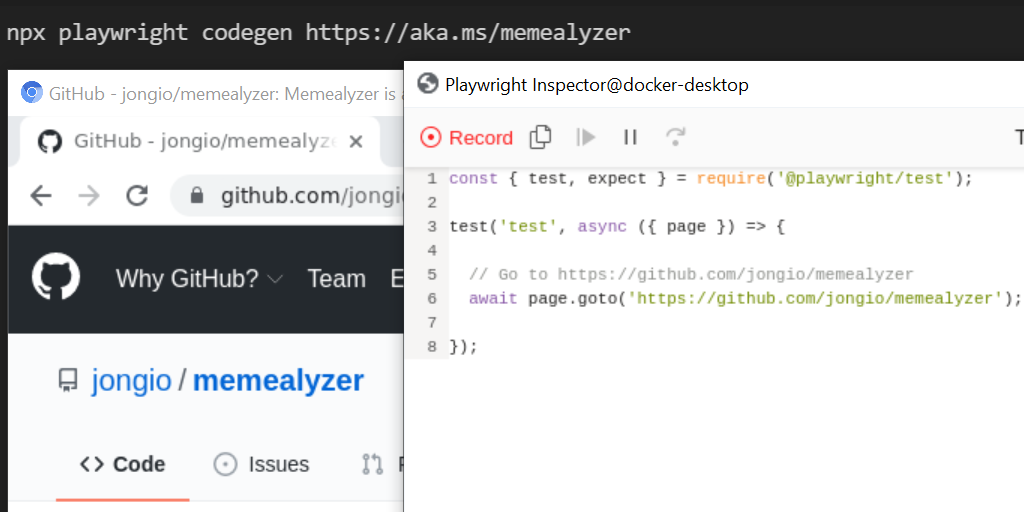 npx playwright codegen https://aka.ms/memealyzer
GitHub - jongio/memealyzer: Memealyzer is
GitHub - jongio/memealyze
github.com/jongi
Why GitHub? Team E
jongio / memealyzer
Code Issues
Playwright Inspector@docker-desktop
Record
1 const { test, expect } = require('@playwright/test');
2
3 test('test', async ({ page }) => {
4
5 // Go to https://github.com/jongio/memealyzer
6 await page.goto('https://github.com/jongio/memealyzer');
7
8 });